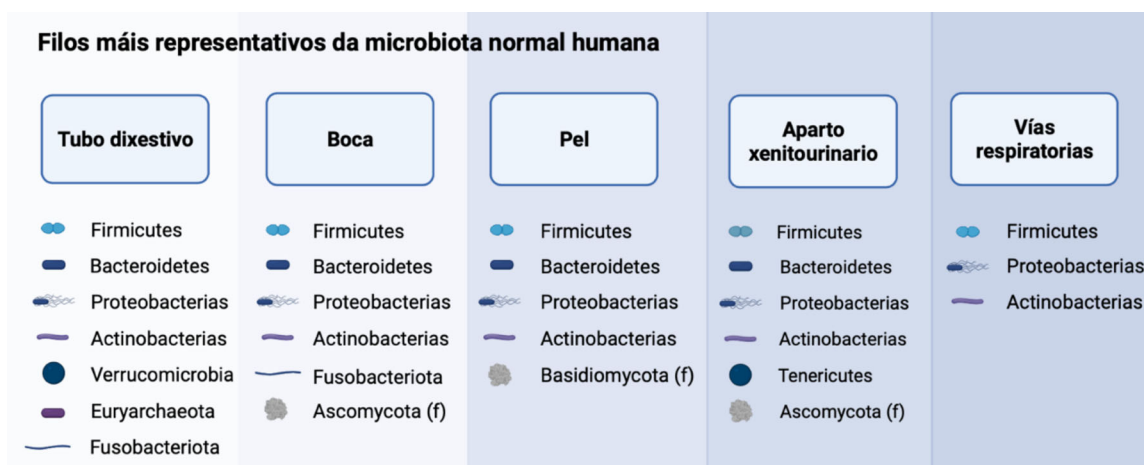 Filos máis representativos da microbiota normal humana
Tubo dixestivo
Firmicutes
Bacteroidetes
Proteobacterias
Actinobacterias
Verrucomicrobia
Euryarchaeota
Fusobacteriota
Boca
Firmicutes
Bacteroidetes
Proteobacterias
Actinobacterias
Fusobacteriota
Ascomycota (f)
Pel
Firmicutes
Bacteroidetes
Proteobacterias
Actinobacterias
Basidiomycota (f)
Aparto
xenitourinario
Firmicutes
Bacteroidetes
Proteobacterias
Actinobacterias
Tenericutes
Ascomycota (f)
Vías
respiratorias
Firmicutes
Proteobacterias
Actinobacterias